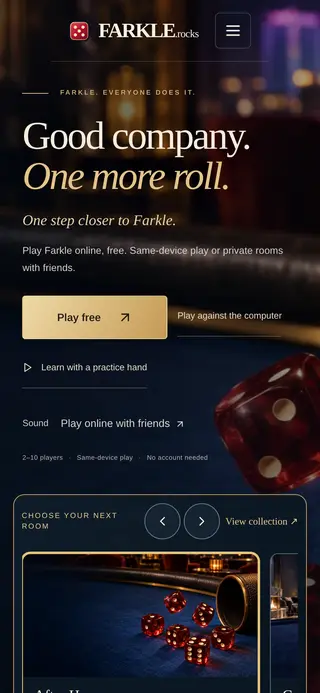 FARKLE.rocks
FARKLE. EVERYONE DOES IT.
Good company.
One more roll.
One step closer to Farkle.
Play Farkle online, free. Same-device play or private rooms
with friends.
Play free ↗
Play against the computer
Learn with a practice hand
Sound
Play online with friends ↗
2–10 players · Same-device play · No account needed
CHOOSE YOUR NEXT
ROOM
View collection ↗